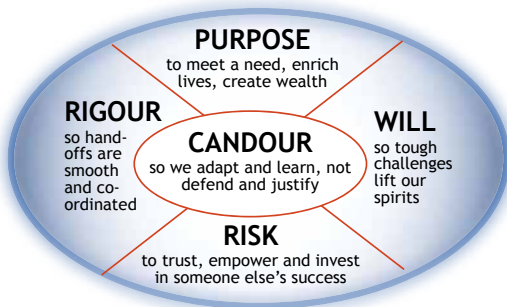 PURPOSE
to meet a need, enrich
lives, create wealth
RIGOUR
so hand-
offs are
smooth
and co-
ordinated
CANDOUR
so we adapt and learn, not
defend and justify
WILL
so tough
challenges
lift our
spirits
RISK
to trust, empower and invest
in someone else’s success